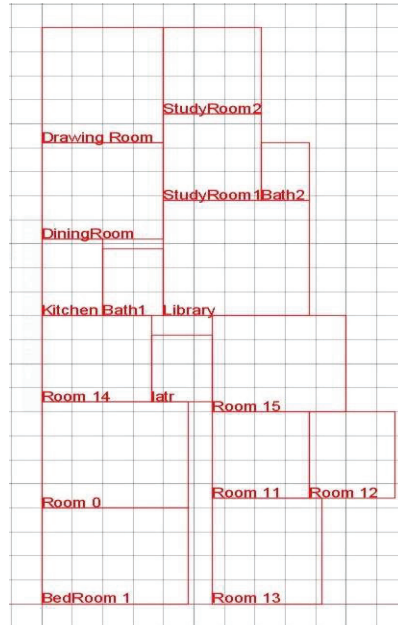 StudyRoom2
Drawing Room
StudyRoom1 Bath2
DiningRoom
Kitchen Bath1 Library
Room 14 latr
Room 15
Room 0
Room 11 Room 12
BedRoom 1 Room 13